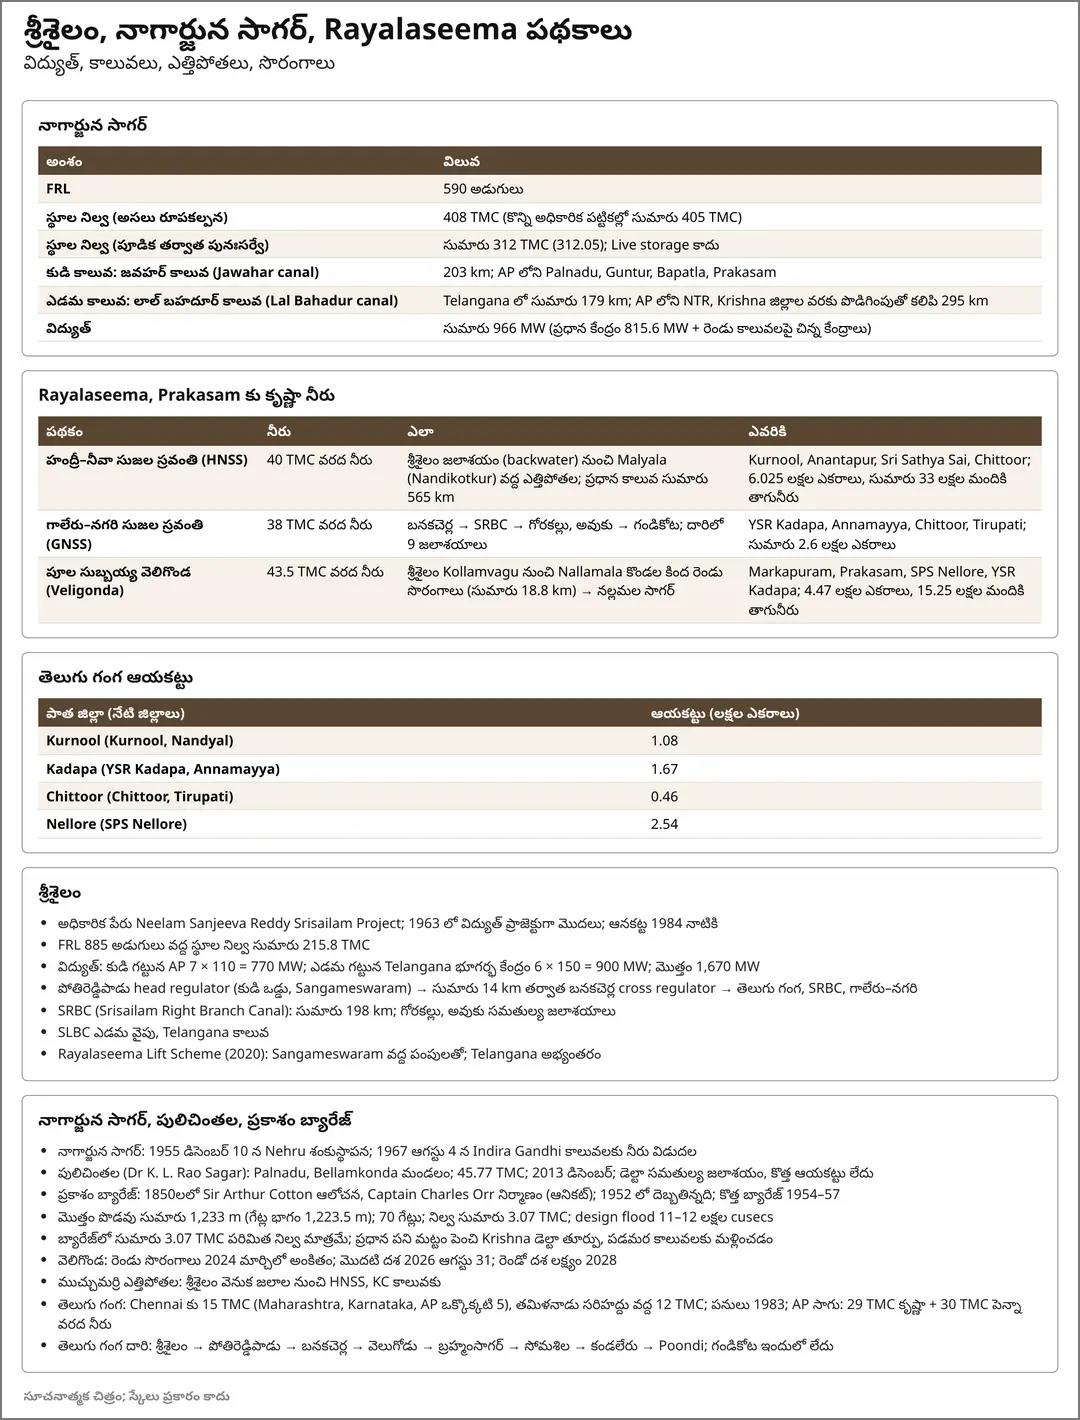 శ్రీశైలం, నాగార్జున సాగర్, Rayalaseema పథకాలు
విద్యుత్, కాలువలు, ఎత్తిపోతలు, సొరంగాలు
నాగార్జున సాగర్
అంశం విలువ
FRL 590 అడుగులు
స్థూల నిల్వ (అసలు రూపకల్పన) 408 TMC (కొన్ని అధికారిక పట్టికల్లో సుమారు 405 TMC)
స్థూల నిల్వ (పూడిక తర్వాత పునఃసర్వే) సుమారు 312 TMC (312.05); Live storage కాదు
కుడి కాలువ: జవహర్ కాలువ (Jawahar canal) 203 km; AP లోని Palnadu, Guntur, Bapatla, Prakasam
ఎడమ కాలువ: లాల్ బహదూర్ కాలువ (Lal Bahadur canal) Telangana లో సుమారు 179 km; AP లోని NTR, Krishna జిల్లాల వరకు పొడిగింపుతో కలిపి 295 km
విద్యుత్ సుమారు 966 MW (ప్రధాన కేంద్రం 815.6 MW + రెండు కాలువలపై చిన్న కేంద్రాలు)
Rayalaseema, Prakasam కు కృష్ణా నీరు
పథకం నీరు ఎలా ఎవరికి
హంద్రీ–నీవా సుజల స్రవంతి (HNSS) 40 TMC వరద నీరు శ్రీశైలం జలాశయం (backwater) నుంచి Malyala Kurnool, Anantapur, Sri Sathya Sai, Chittoor;
(Nandikotkur) వద్ద ఎత్తిపోతల; ప్రధాన కాలువ సుమారు 6.025 లక్షల ఎకరాలు, సుమారు 33 లక్షల మందికి
565 km తాగునీరు
గాలేరు–నగరి సుజల స్రవంతి 38 TMC వరద నీరు బనకచెర్ల → SRBC → గోరకల్లు, అవుకు → గండికోట; దారిలో YSR Kadapa, Annamayya, Chittoor, Tirupati;
(GNSS) 9 జలాశయాలు సుమారు 2.6 లక్షల ఎకరాలు
పూల సుబ్బయ్య వెలిగొండ 43.5 TMC వరద నీరు శ్రీశైలం Kollamvagu నుంచి Nallamala కొండల కింద రెండు Markapuram, Prakasam, SPS Nellore, YSR
(Veligonda) సొరంగాలు (సుమారు 18.8 km) → నల్లమల సాగర్ Kadapa; 4.47 లక్షల ఎకరాలు, 15.25 లక్షల మందికి
తాగునీరు
తెలుగు గంగ ఆయకట్టు
పాత జిల్లా (నేటి జిల్లాలు) ఆయకట్టు (లక్షల ఎకరాలు)
Kurnool (Kurnool, Nandyal) 1.08
Kadapa (YSR Kadapa, Annamayya) 1.67
Chittoor (Chittoor, Tirupati) 0.46
Nellore (SPS Nellore) 2.54
శ్రీశైలం
• అధికారిక పేరు Neelam Sanjeeva Reddy Srisailam Project; 1963 లో విద్యుత్ ప్రాజెక్టుగా మొదలు; ఆనకట్ట 1984 నాటికి
• FRL 885 అడుగులు వద్ద స్థూల నిల్వ సుమారు 215.8 TMC
• విద్యుత్: కుడి గట్టున AP 7 × 110 = 770 MW; ఎడమ గట్టున Telangana భూగర్భ కేంద్రం 6 × 150 = 900 MW; మొత్తం 1,670 MW
• పోతిరెడ్డిపాడు head regulator (కుడి ఒడ్డు, Sangameswaram) → సుమారు 14 km తర్వాత బనకచెర్ల cross regulator → తెలుగు గంగ, SRBC, గాలేరు–నగరి
• SRBC (Srisailam Right Branch Canal): సుమారు 198 km; గోరకల్లు, అవుకు సమతుల్య జలాశయాలు
• SLBC ఎడమ వైపు, Telangana కాలువ
• Rayalaseema Lift Scheme (2020): Sangameswaram వద్ద పంపులతో; Telangana అభ్యంతరం
నాగార్జున సాగర్, పులిచింతల, ప్రకాశం బ్యారేజ్
• నాగార్జున సాగర్: 1955 డిసెంబర్ 10 న Nehru శంకుస్థాపన; 1967 ఆగస్టు 4 న Indira Gandhi కాలువలకు నీరు విడుదల
• పులిచింతల (Dr K. L. Rao Sagar): Palnadu, Bellamkonda మండలం; 45.77 TMC; 2013 డిసెంబర్; డెల్టా సమతుల్య జలాశయం, కొత్త ఆయకట్టు లేదు
• ప్రకాశం బ్యారేజ్: 1850లలో Sir Arthur Cotton ఆలోచన, Captain Charles Orr నిర్మాణం (ఆనికట్); 1952 లో దెబ్బతిన్నది; కొత్త బ్యారేజ్ 1954–57
• మొత్తం పొడవు సుమారు 1,233 m (గేట్ల భాగం 1,223.5 m); 70 గేట్లు; నిల్వ సుమారు 3.07 TMC; design flood 11–12 లక్షల cusecs
• బ్యారేజ్‌లో సుమారు 3.07 TMC పరిమిత నిల్వ మాత్రమే; ప్రధాన పని మట్టం పెంచి Krishna డెల్టా తూర్పు, పడమర కాలువలకు మళ్లించడం
• వెలిగొండ: రెండు సొరంగాలు 2024 మార్చిలో అంకితం; మొదటి దశ 2026 ఆగస్టు 31; రెండో దశ లక్ష్యం 2028
• ముచ్చుమర్రి ఎత్తిపోతల: శ్రీశైలం వెనుక జలాల నుంచి HNSS, KC కాలువకు
• తెలుగు గంగ: Chennai కు 15 TMC (Maharashtra, Karnataka, AP ఒక్కొక్కటి 5), తమిళనాడు సరిహద్దు వద్ద 12 TMC; పనులు 1983; AP సాగు: 29 TMC కృష్ణా + 30 TMC పెన్నా
వరద నీరు
• తెలుగు గంగ దారి: శ్రీశైలం → పోతిరెడ్డిపాడు → బనకచెర్ల → వెలుగోడు → బ్రహ్మంసాగర్ → సోమశిల → కండలేరు → Poondi; గండికోట ఇందులో లేదు
సూచనాత్మక చిత్రం; స్కేలు ప్రకారం కాదు